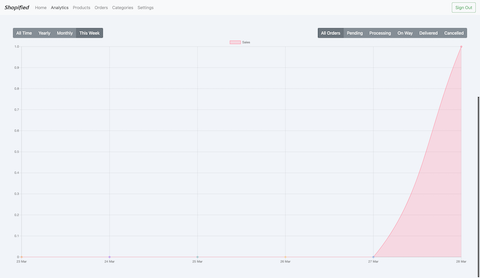 Shopified Home Analytics Products Orders Categories Settings Sign Out
All Time Yearly Monthly This Week All Orders Pending Processing On Way Delivered Cancelled
Sales
1.0
0.9
0.8
0.7
0.6
0.5
0.4
0.3
0.2
0.1
0
23 Mar 24 Mar 25 Mar 26 Mar 27 Mar 28 Mar